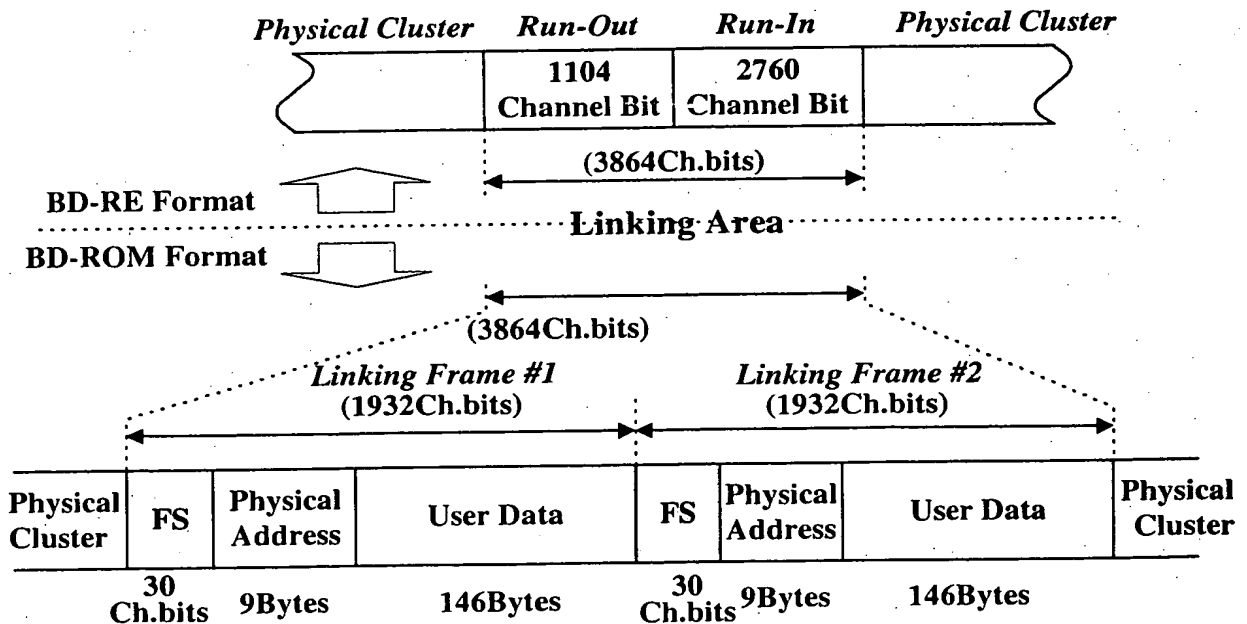 Physical Cluster Run-Out Run-In Physical Cluster
1104 Channel Bit
2760 Channel Bit
(3864Ch.bits)
BD-RE Format
Linking Area
BD-ROM Format
(3864Ch.bits)
Linking Frame #1 Linking Frame #2
(1932Ch.bits) (1932Ch.bits)
Physical Cluster
FS
Physical Address
User Data
FS
Physical Address
User Data
Physical Cluster
30 Ch.bits
9Bytes
146Bytes
30 Ch.bits
9Bytes
146Bytes